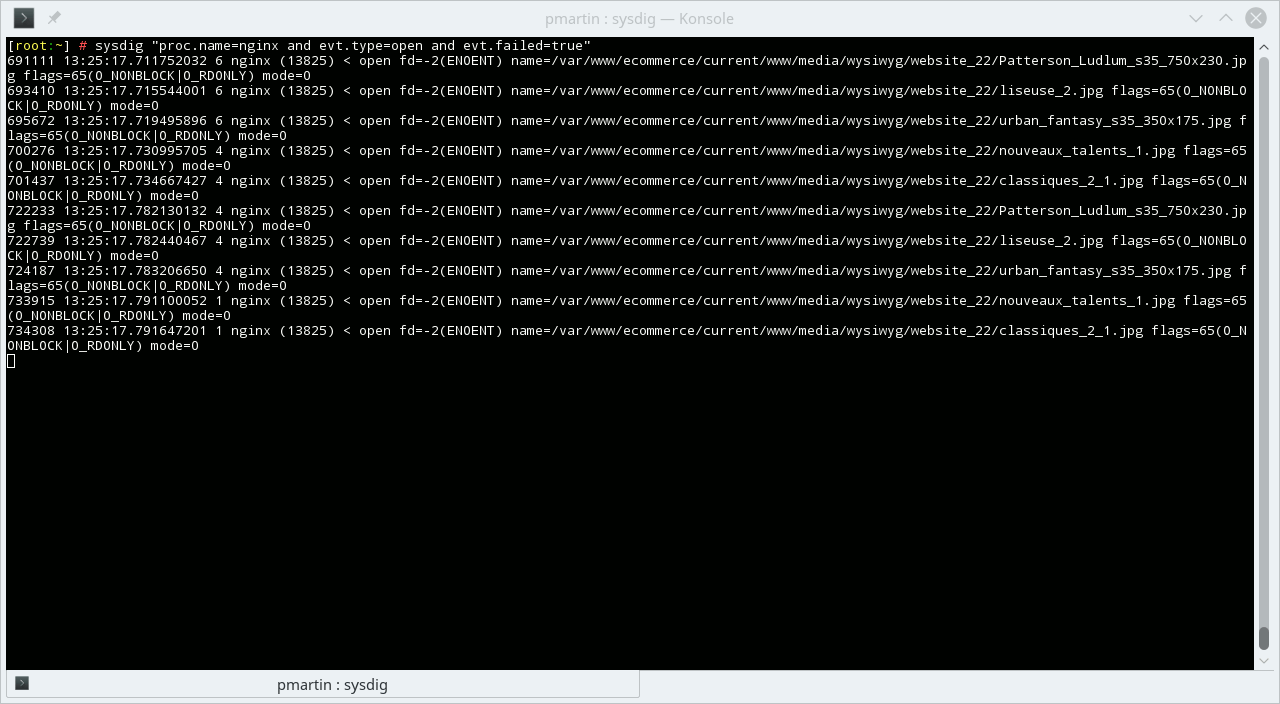 pmartin : sysdig — Konsole
[root:~] # sysdig "proc.name=nginx and evt.type=open and evt.failed=true"
691111 13:25:17.711752032 6 nginx (13825) < open fd=-2(ENOENT) name=/var/www/ecommerce/current/www/media/wysiwyg/website_22/Patterson_Ludlum_s35_750x230.jp
g flags=65(O_NONBLOCK|O_RDONLY) mode=0
693410 13:25:17.715544001 6 nginx (13825) < open fd=-2(ENOENT) name=/var/www/ecommerce/current/www/media/wysiwyg/website_22/liseuse_2.jpg flags=65(O_NONBLO
CK|O_RDONLY) mode=0
695672 13:25:17.719495896 6 nginx (13825) < open fd=-2(ENOENT) name=/var/www/ecommerce/current/www/media/wysiwyg/website_22/urban_fantasy_s35_350x175.jpg f
lags=65(O_NONBLOCK|O_RDONLY) mode=0
700276 13:25:17.730995705 4 nginx (13825) < open fd=-2(ENOENT) name=/var/www/ecommerce/current/www/media/wysiwyg/website_22/nouveaux_talents_1.jpg flags=65
(O_NONBLOCK|O_RDONLY) mode=0
701437 13:25:17.734667427 4 nginx (13825) < open fd=-2(ENOENT) name=/var/www/ecommerce/current/www/media/wysiwyg/website_22/classiques_2_1.jpg flags=65(O_N
ONBLOCK|O_RDONLY) mode=0
722233 13:25:17.782130132 4 nginx (13825) < open fd=-2(ENOENT) name=/var/www/ecommerce/current/www/media/wysiwyg/website_22/Patterson_Ludlum_s35_750x230.jp
g flags=65(O_NONBLOCK|O_RDONLY) mode=0
722739 13:25:17.782440467 4 nginx (13825) < open fd=-2(ENOENT) name=/var/www/ecommerce/current/www/media/wysiwyg/website_22/liseuse_2.jpg flags=65(O_NONBLO
CK|O_RDONLY) mode=0
724187 13:25:17.783206650 4 nginx (13825) < open fd=-2(ENOENT) name=/var/www/ecommerce/current/www/media/wysiwyg/website_22/urban_fantasy_s35_350x175.jpg f
lags=65(O_NONBLOCK|O_RDONLY) mode=0
733915 13:25:17.791100052 1 nginx (13825) < open fd=-2(ENOENT) name=/var/www/ecommerce/current/www/media/wysiwyg/website_22/nouveaux_talents_1.jpg flags=65
(O_NONBLOCK|O_RDONLY) mode=0
734308 13:25:17.791647201 1 nginx (13825) < open fd=-2(ENOENT) name=/var/www/ecommerce/current/www/media/wysiwyg/website_22/classiques_2_1.jpg flags=65(O_N
ONBLOCK|O_RDONLY) mode=0
pmartin : sysdig